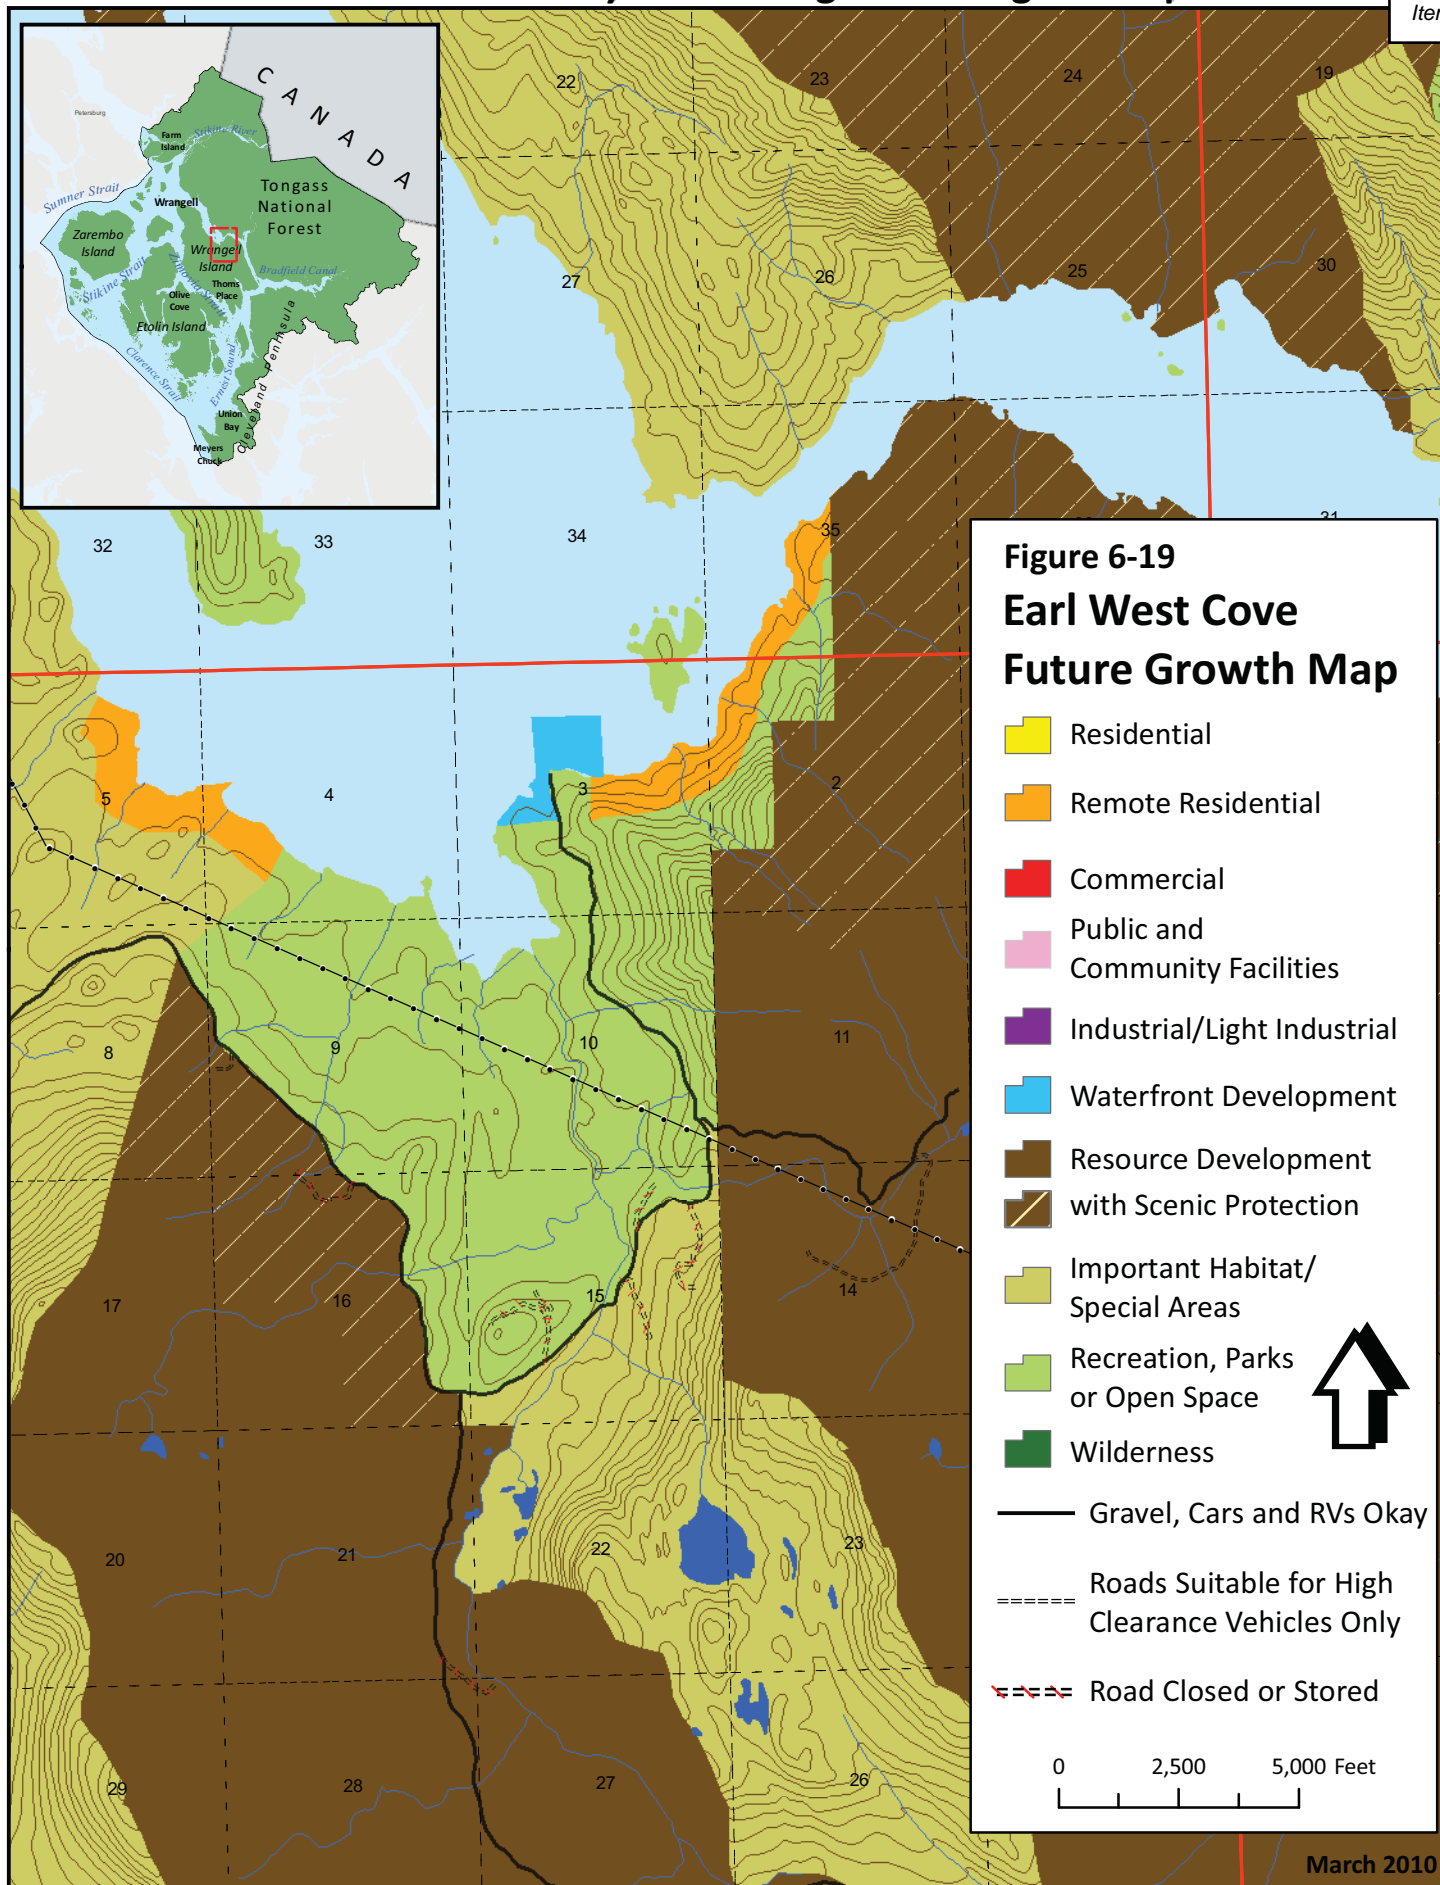 Iter
CANADA
Petersburg
Farm
Island
Stikine River
Sumner Strait
Wrangell
Tongass
National
Forest
Zarembo
Island
Wrangell
Island
Stikine Strait
Zimovia Strait
Bradfield Canal
Thoms
Place
Olive
Cove
Etolin Island
Clarence Strait
Ernest Sound
Cleveland Peninsula
Union
Bay
Meyers
Chuck
22
23
24
19
27
26
25
30
32
33
34
35
31
5
4
3
2
8
9
10
11
17
16
15
14
20
21
22
23
29
28
27
26
Figure 6-19
Earl West Cove
Future Growth Map
Residential
Remote Residential
Commercial
Public and
Community Facilities
Industrial/Light Industrial
Waterfront Development
Resource Development
with Scenic Protection
Important Habitat/
Special Areas
Recreation, Parks
or Open Space
Wilderness
Gravel, Cars and RVs Okay
Roads Suitable for High
Clearance Vehicles Only
Road Closed or Stored
0 2,500 5,000 Feet
March 2010